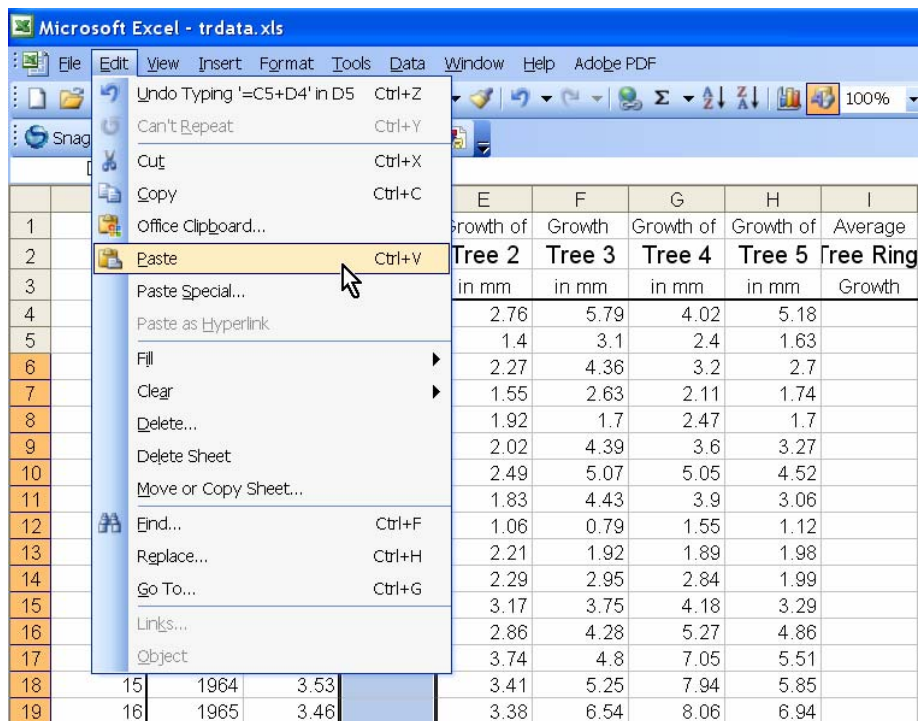 Microsoft Excel - trdata.xls
File Edit View Insert Format Tools Data Window Help Adobe PDF
100%
Snag
Undo Typing '=C5+D4' in D5 Ctrl+Z
Can't Repeat Ctrl+Y
Cut Ctrl+X
Copy Ctrl+C
Office Clipboard...
Paste Ctrl+V
Paste Special...
Paste as Hyperlink
Fill
Clear
Delete...
Delete Sheet
Move or Copy Sheet...
Find... Ctrl+F
Replace... Ctrl+H
Go To... Ctrl+G
Links...
Object
E F G H I
1 Growth of Growth Growth of Growth of Average
2 Tree 2 Tree 3 Tree 4 Tree 5 Tree Ring
3 in mm in mm in mm in mm Growth
4 2.76 5.79 4.02 5.18
5 1.4 3.1 2.4 1.63
6 2.27 4.36 3.2 2.7
7 1.55 2.63 2.11 1.74
8 1.92 1.7 2.47 1.7
9 2.02 4.39 3.6 3.27
10 2.49 5.07 5.05 4.52
11 1.83 4.43 3.9 3.06
12 1.06 0.79 1.55 1.12
13 2.21 1.92 1.89 1.98
14 2.29 2.95 2.84 1.99
15 3.17 3.75 4.18 3.29
16 2.86 4.28 5.27 4.86
17 3.74 4.8 7.05 5.51
18 15 1964 3.53 3.41 5.25 7.94 5.85
19 16 1965 3.46 3.38 6.54 8.06 6.94